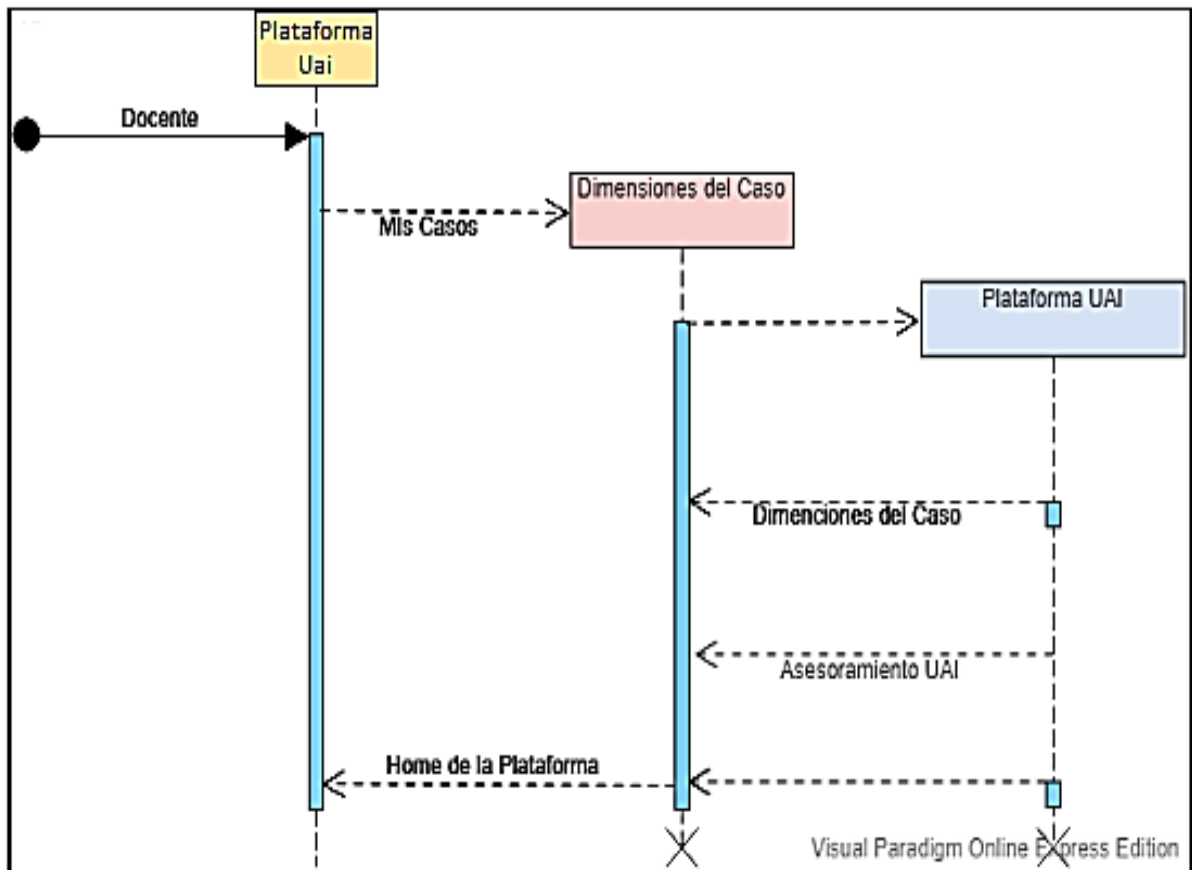 Plataforma
Uai
Docente
Dimensiones del Caso
MIs Casos
Plataforma UAI
Dimenciones del Caso
Asesoramiento UAI
Home de la Plataforma
Visual Paradigm Online Express Edition